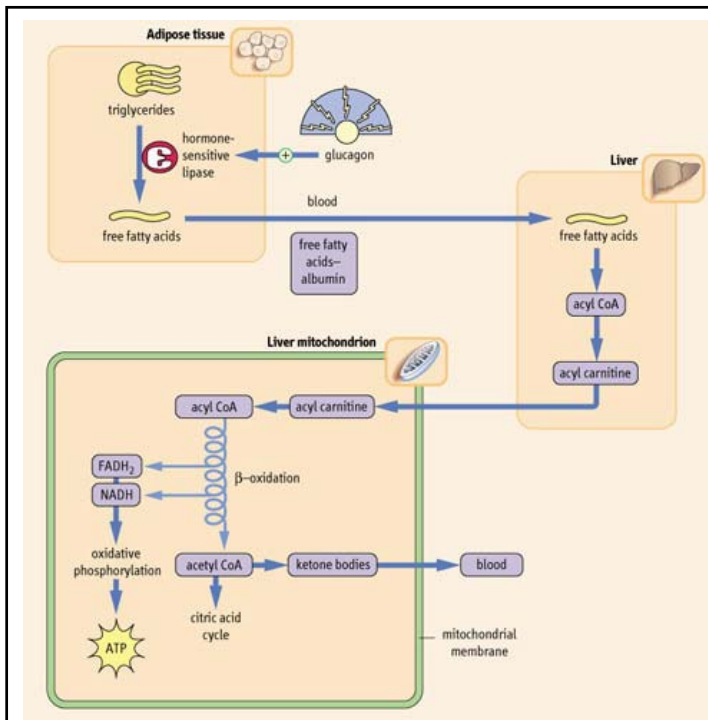 Adipose tissue
triglycerides
hormone-
sensitive
lipase
+
glucagon
Liver
blood
free fatty acids
free fatty acids
free fatty
acids–
albumin
acyl CoA
Liver mitochondrion
acyl carnitine
acyl CoA
acyl carnitine
FADH₂
β–oxidation
NADH
oxidative
phosphorylation
acetyl CoA
ketone bodies
blood
citric acid
cycle
ATP
mitochondrial
membrane